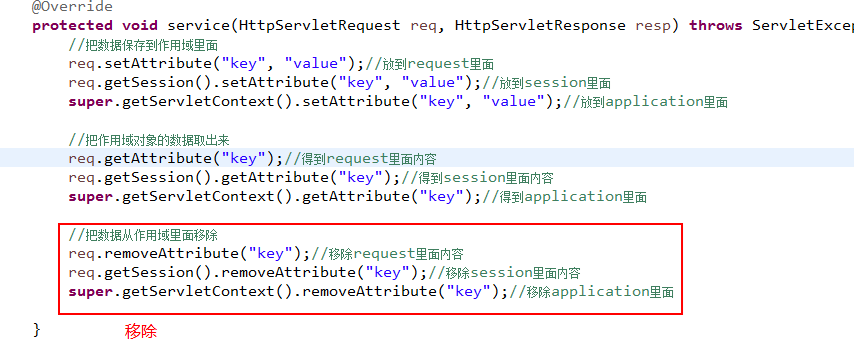 @Override
protected void service(HttpServletRequest req, HttpServletResponse resp) throws ServletExcep
//把数据保存到作用域里面
req.setAttribute("key", "value");//放到request里面
req.getSession().setAttribute("key", "value");//放到session里面
super.getServletContext().setAttribute("key", "value");//放到application里面
//把作用域对象的数据取出来
req.getAttribute("key");//得到request里面内容
req.getSession().getAttribute("key");//得到session里面内容
super.getServletContext().getAttribute("key");//得到application里面
//把数据从作用域里面移除
req.removeAttribute("key");//移除request里面内容
req.getSession().removeAttribute("key");//移除session里面内容
super.getServletContext().removeAttribute("key");//移除application里面
} 移除